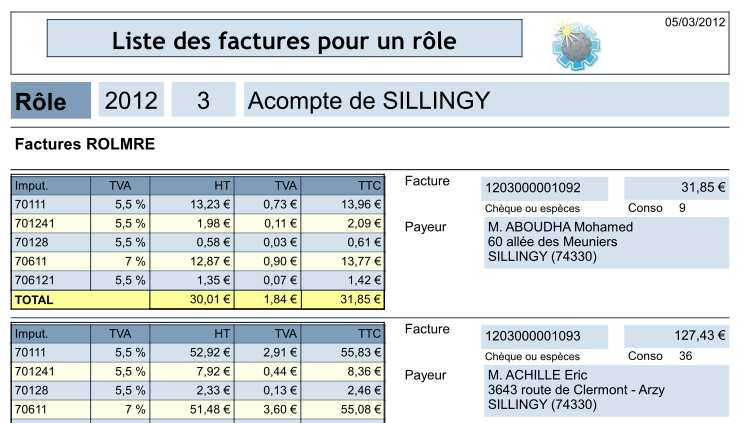 05/03/2012
Liste des factures pour un rôle
Rôle 2012 3 Acompte de SILLINGY
Factures ROLMRE
Imput. TVA HT TVA TTC
70111 5,5 % 13,23 € 0,73 € 13,96 €
701241 5,5 % 1,98 € 0,11 € 2,09 €
70128 5,5 % 0,58 € 0,03 € 0,61 €
70611 7 % 12,87 € 0,90 € 13,77 €
706121 5,5 % 1,35 € 0,07 € 1,42 €
TOTAL 30,01 € 1,84 € 31,85 €
Facture 1203000001092 31,85 €
Chèque ou espèces Conso 9
Payeur M. ABOUDHA Mohamed
60 allée des Meuniers
SILLINGY (74330)
Imput. TVA HT TVA TTC
70111 5,5 % 52,92 € 2,91 € 55,83 €
701241 5,5 % 7,92 € 0,44 € 8,36 €
70128 5,5 % 2,33 € 0,13 € 2,46 €
70611 7 % 51,48 € 3,60 € 55,08 €
Facture 1203000001093 127,43 €
Chèque ou espèces Conso 36
Payeur M. ACHILLE Eric
3643 route de Clermont - Arzy
SILLINGY (74330)